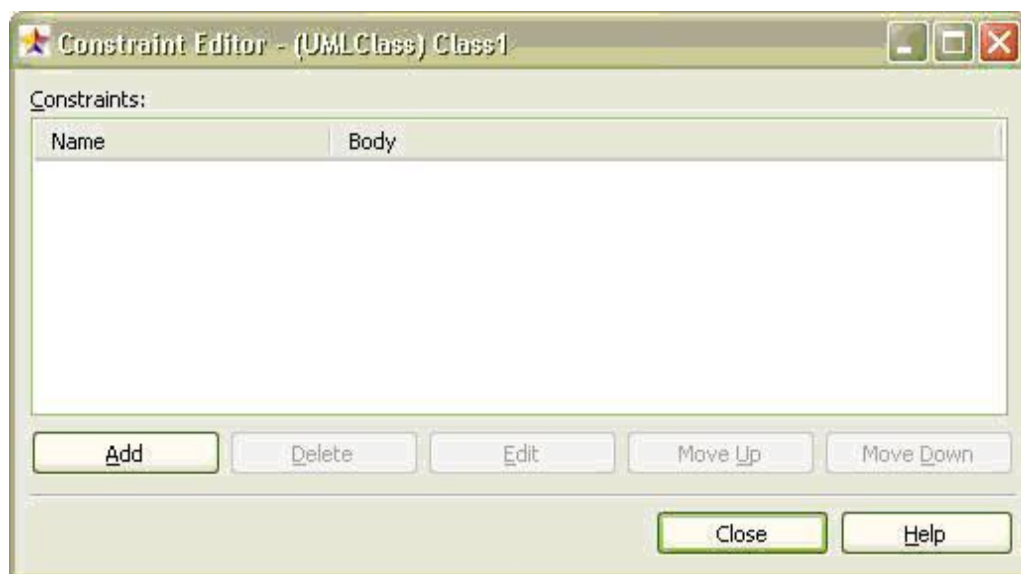 Constraint Editor - (UMLClass) Class1
Constraints:
Name Body
Add Delete Edit Move Up Move Down
Close Help